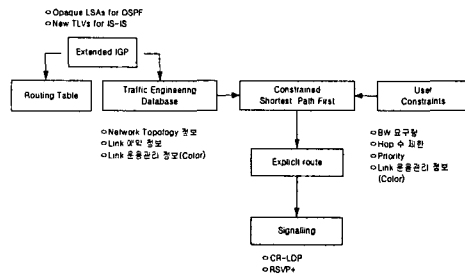 Opaque LSAs for OSPF
New TLVs for IS-IS
Extended IGP
Routing Table
Traffic Engineering
Database
Constrained
Shortest Path First
User
Constraints
Network Topology 정보
Link 예약 정보
Link 운용관리 정보(Color)
BW 요구량
Hop 수 제한
Priority
Link 운용관리 정보
(Color)
Explicit route
Signalling
CR-LDP
RSVP+